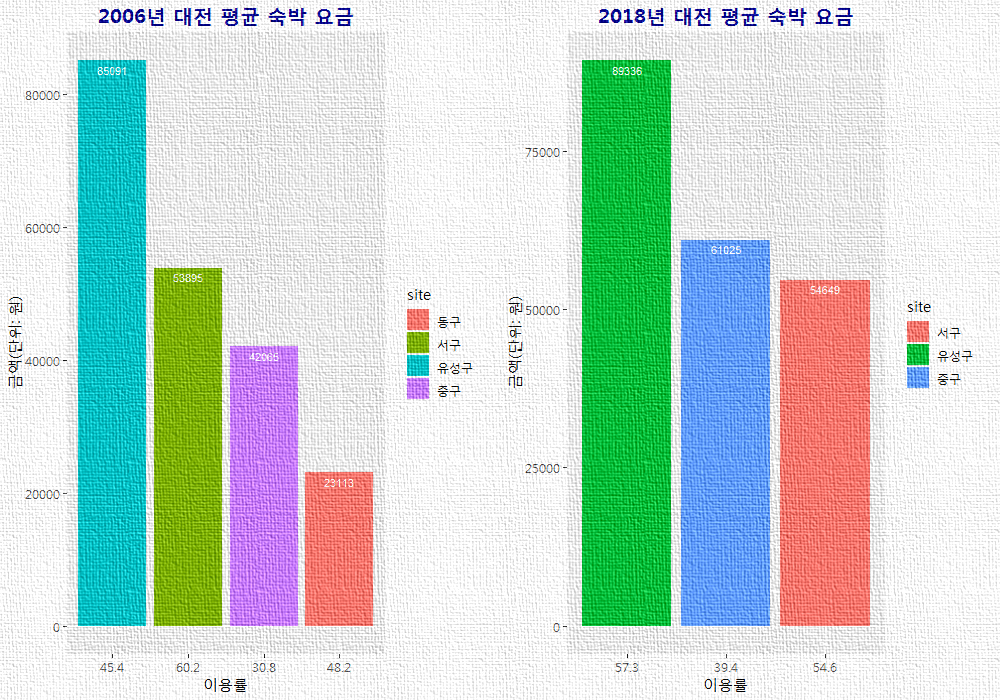 2006년 대전 평균 숙박 요금
금액(단위: 원)
80000
60000
40000
20000
0
85091
53895
42065
23113
45.4 60.2 30.8 48.2
이용률
site
동구
서구
유성구
중구
2018년 대전 평균 숙박 요금
금액(단위: 원)
75000
50000
25000
0
89336
61025
54649
57.3 39.4 54.6
이용률
site
서구
유성구
중구